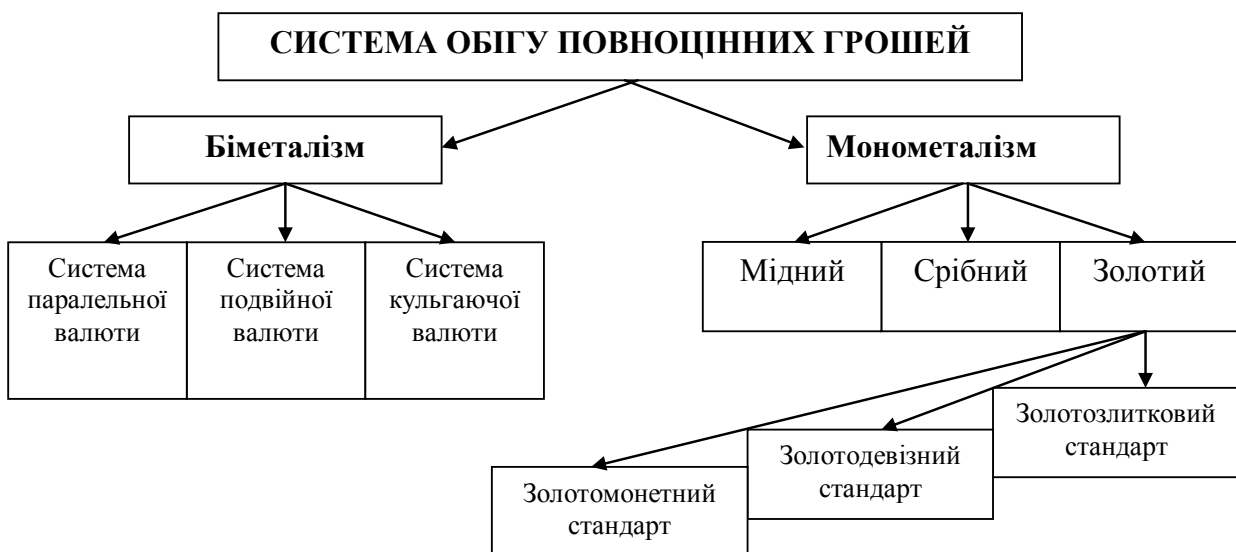 СИСТЕМА ОБІГУ ПОВНОЦІННИХ ГРОШЕЙ
Біметалізм
Монометалізм
Система
паралельної
валюти
Система
подвійної
валюти
Система
кульгаючої
валюти
Мідний
Срібний
Золотий
Золотомонетний
стандарт
Золотодевізний
стандарт
Золотозлитковий
стандарт